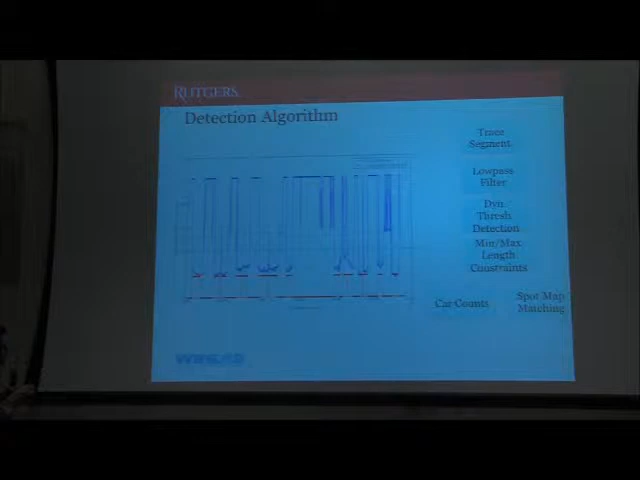 RUTGERS
Detection Algorithm
Trace
Segment
Lowpass
Filter
Dyn.
Thresh
Detection
Min/Max
Length
Constraints
Car Counts
Spot Map
Matching